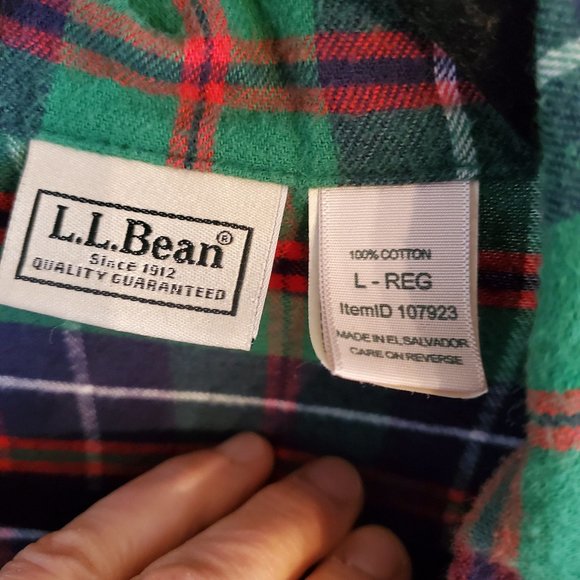 L.L.Bean®
Since 1912
QUALITY GUARANTEED
100% COTTON
L - REG
ItemID 107923
MADE IN EL SALVADOR
CARE ON REVERSE